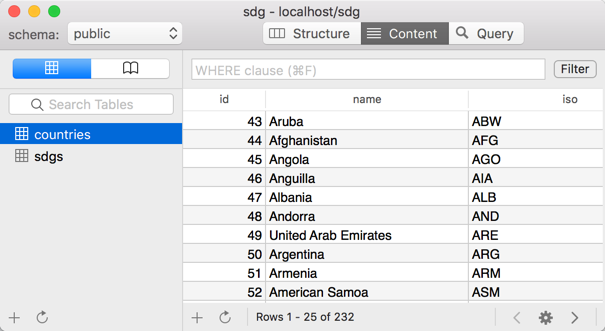 sdg - localhost/sdg
schema: public
Structure Content Query
WHERE clause (⌘F) Filter
Search Tables
countries
sdgs
id name iso
43 Aruba ABW
44 Afghanistan AFG
45 Angola AGO
46 Anguilla AIA
47 Albania ALB
48 Andorra AND
49 United Arab Emirates ARE
50 Argentina ARG
51 Armenia ARM
52 American Samoa ASM
Rows 1 - 25 of 232